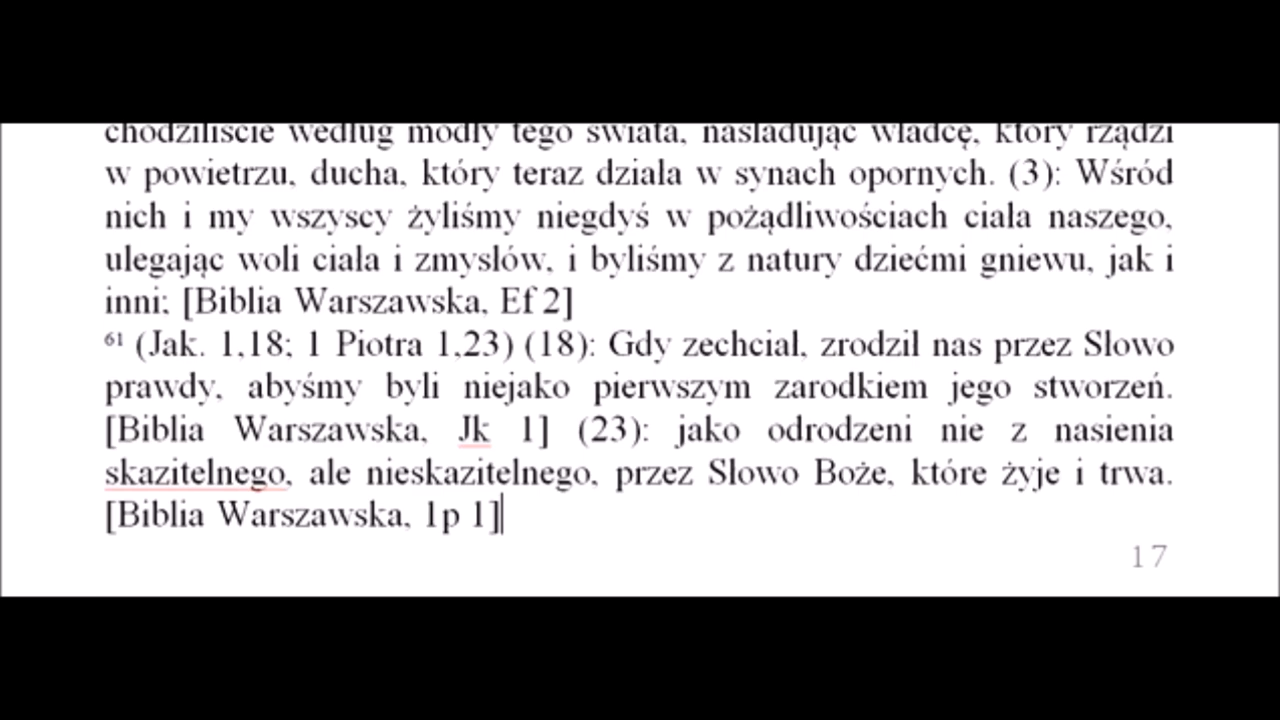 chodziliście według modły tego świata, naśladując władcę, który rządzi
w powietrzu, ducha, który teraz działa w synach opornych. (3): Wśród
nich i my wszyscy żyliśmy niegdyś w pożądliwościach ciała naszego,
ulegając woli ciała i zmysłów, i byliśmy z natury dziećmi gniewu, jak i
inni; [Biblia Warszawska, Ef 2]
61 (Jak. 1,18; 1 Piotra 1,23) (18): Gdy zechciał, zrodził nas przez Słowo
prawdy, abyśmy byli niejako pierwszym zarodkiem jego stworzeń.
[Biblia Warszawska, Jk 1] (23): jako odrodzeni nie z nasienia
skazitelnego, ale nieskazitelnego, przez Słowo Boże, które żyje i trwa.
[Biblia Warszawska, 1p 1]
17